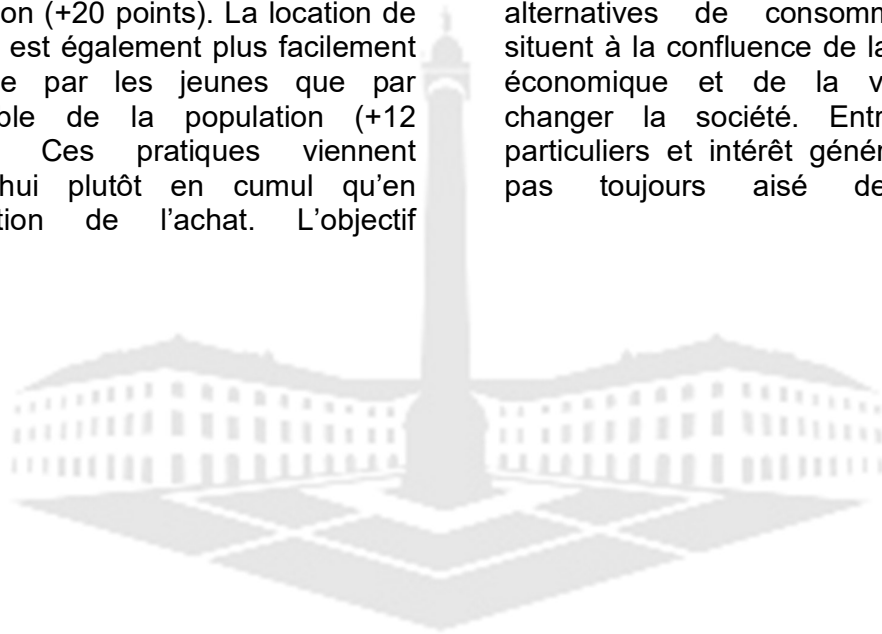 on (+20 points). La location de
est également plus facilement
e par les jeunes que par
ble de la population (+12
Ces pratiques viennent
hui plutôt en cumul qu'en
tion de l'achat. L'objectif
alternatives de consomm
situent à la confluence de la
économique et de la v
changer la société. Entr
particuliers et intérêt génér
pas toujours aisé de